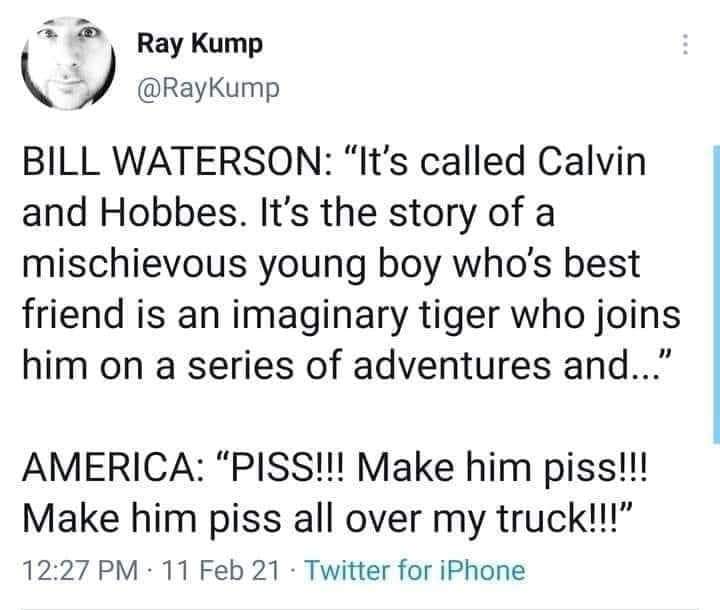 Ray Kump
@RayKump
BILL WATERSON: “It’s called Calvin
and Hobbes. It’s the story of a
mischievous young boy who’s best
friend is an imaginary tiger who joins
him on a series of adventures and...”
AMERICA: “PISS!!! Make him piss!!!
Make him piss all over my truck!!!”
12:27 PM · 11 Feb 21 · Twitter for iPhone